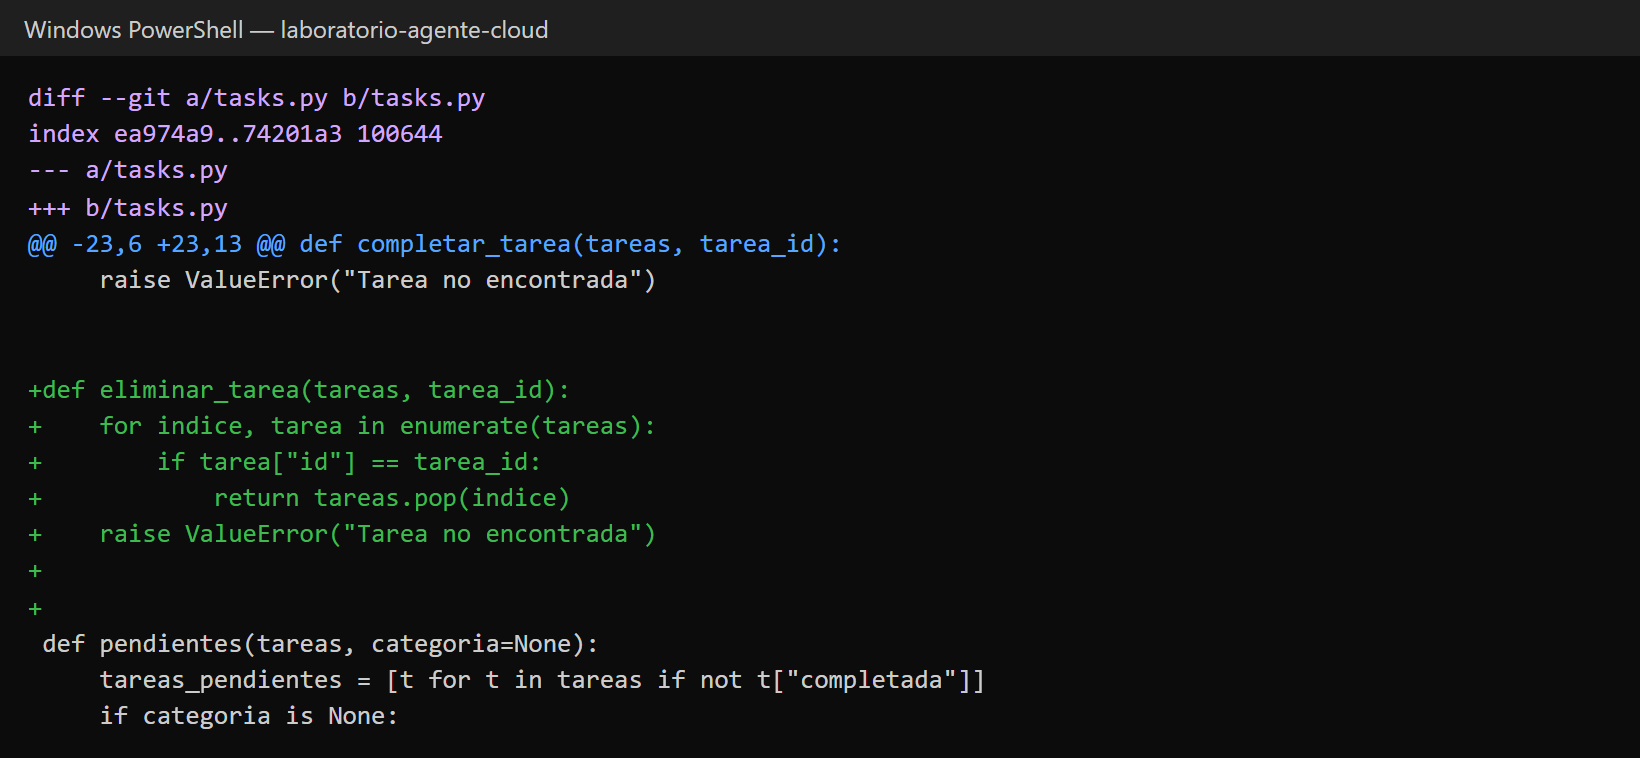 Windows PowerShell — laboratorio-agente-cloud
diff --git a/tasks.py b/tasks.py
index ea974a9..74201a3 100644
--- a/tasks.py
+++ b/tasks.py
@@ -23,6 +23,13 @@ def completar_tarea(tareas, tarea_id):
     raise ValueError("Tarea no encontrada")


+def eliminar_tarea(tareas, tarea_id):
+    for indice, tarea in enumerate(tareas):
+        if tarea["id"] == tarea_id:
+            return tareas.pop(indice)
+    raise ValueError("Tarea no encontrada")
+
+
 def pendientes(tareas, categoria=None):
     tareas_pendientes = [t for t in tareas if not t["completada"]]
     if categoria is None: